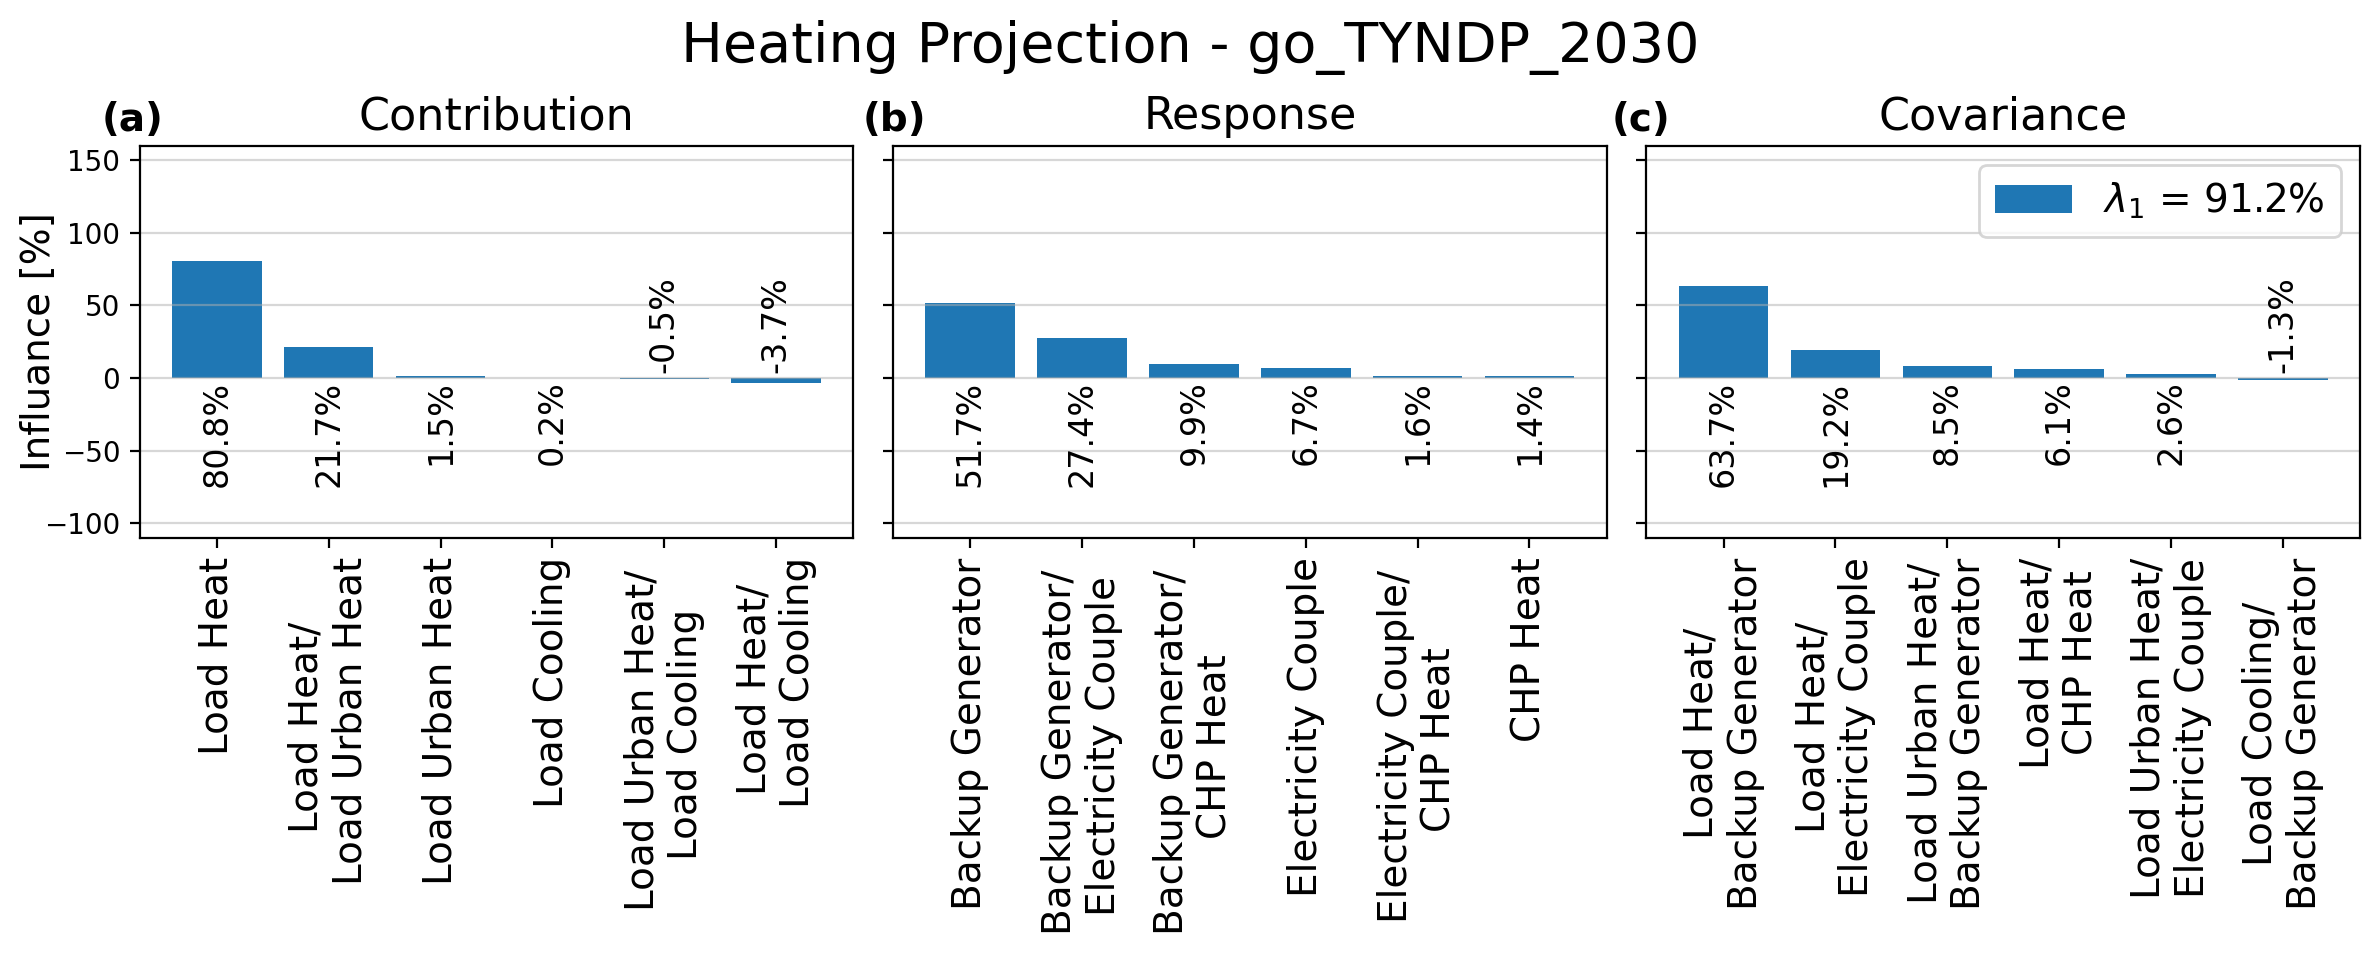 Heating Projection - go_TYNDP_2030
(a)
Contribution
Influance [%]
150
100
50
0
−50
−100
80.8%
21.7%
1.5%
0.2%
-0.5%
-3.7%
Load Heat
Load Heat/
Load Urban Heat
Load Urban Heat
Load Cooling
Load Urban Heat/
Load Cooling
Load Heat/
Load Cooling
(b)
Response
51.7%
27.4%
9.9%
6.7%
1.6%
1.4%
Backup Generator
Backup Generator/
Electricity Couple
Backup Generator/
CHP Heat
Electricity Couple
Electricity Couple/
CHP Heat
CHP Heat
(c)
Covariance
λ₁ = 91.2%
63.7%
19.2%
8.5%
6.1%
2.6%
-1.3%
Load Heat/
Backup Generator
Load Heat/
Electricity Couple
Load Urban Heat/
Backup Generator
Load Heat/
CHP Heat
Load Urban Heat/
Electricity Couple
Load Cooling/
Backup Generator